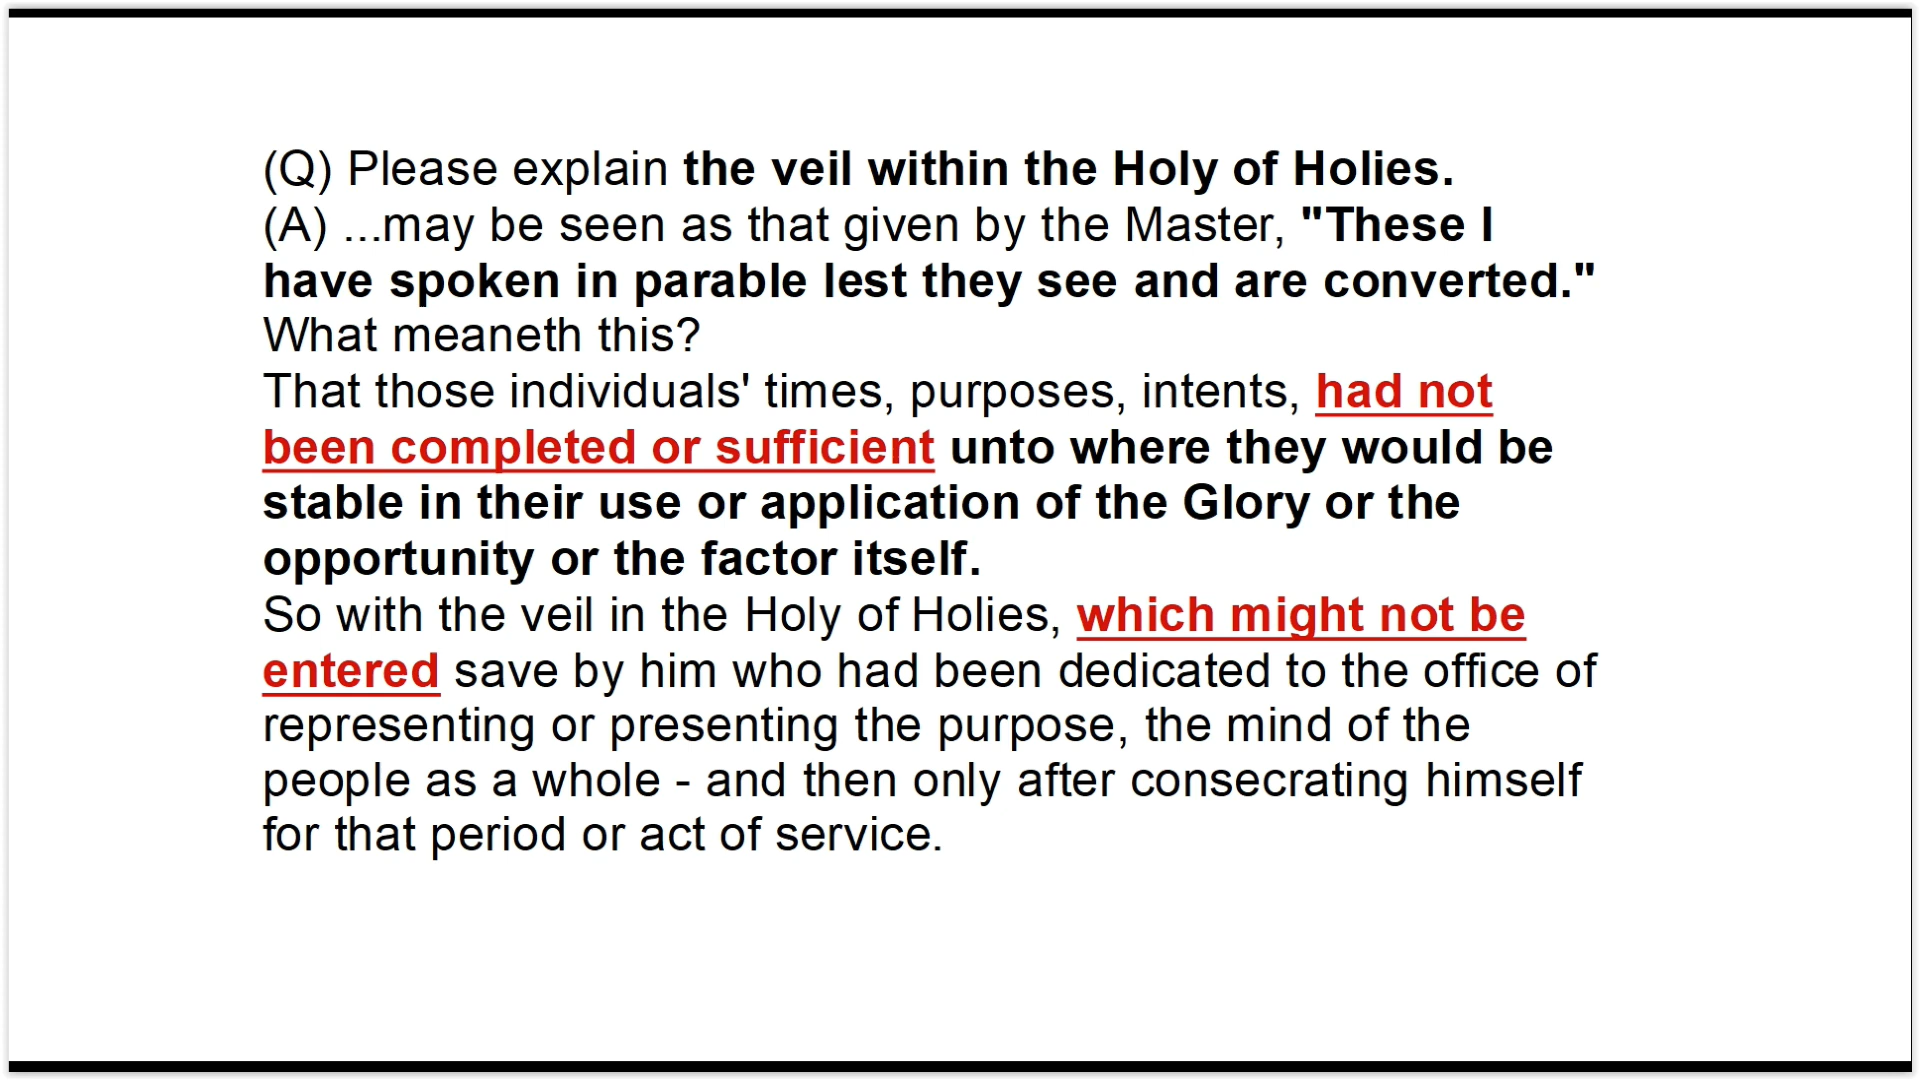 (Q) Please explain the veil within the Holy of Holies.
(A) ...may be seen as that given by the Master, "These I
have spoken in parable lest they see and are converted."
What meaneth this?
That those individuals' times, purposes, intents, had not
been completed or sufficient unto where they would be
stable in their use or application of the Glory or the
opportunity or the factor itself.
So with the veil in the Holy of Holies, which might not be
entered save by him who had been dedicated to the office of
representing or presenting the purpose, the mind of the
people as a whole - and then only after consecrating himself
for that period or act of service.